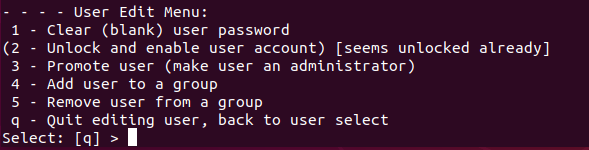 - - - - User Edit Menu:
 1 - Clear (blank) user password
(2 - Unlock and enable user account) [seems unlocked already]
 3 - Promote user (make user an administrator)
 4 - Add user to a group
 5 - Remove user from a group
 q - Quit editing user, back to user select
Select: [q] >